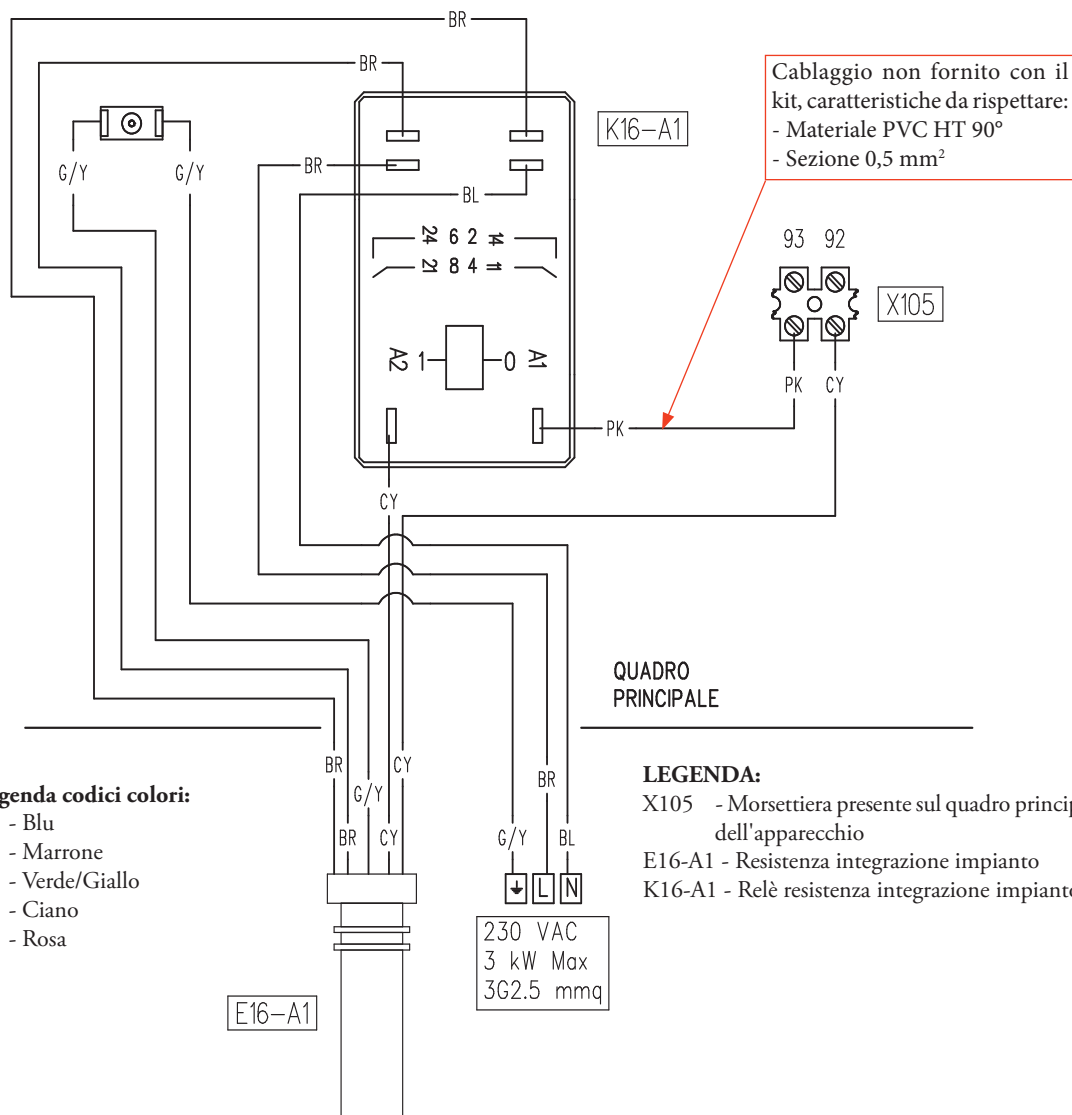 BR
BR
Cablaggio non fornito con il
kit, caratteristiche da rispettare:
- Materiale PVC HT 90°
- Sezione 0,5 mm²
K16-A1
G/Y
G/Y
BR
BL
24 6 2 14
21 8 4 11
93 92
X105
A2 1 0 A1
PK CY
PK
CY
QUADRO
PRINCIPALE
BR
CY
G/Y
BR
CY
BR
G/Y
BL
L N
genda codici colori:
- Blu
- Marrone
- Verde/Giallo
- Ciano
- Rosa
LEGENDA:
X105 - Morsettiera presente sul quadro princip
dell'apparecchio
E16-A1 - Resistenza integrazione impianto
K16-A1 - Relè resistenza integrazione impianto
230 VAC
3 kW Max
3G2.5 mmq
E16-A1